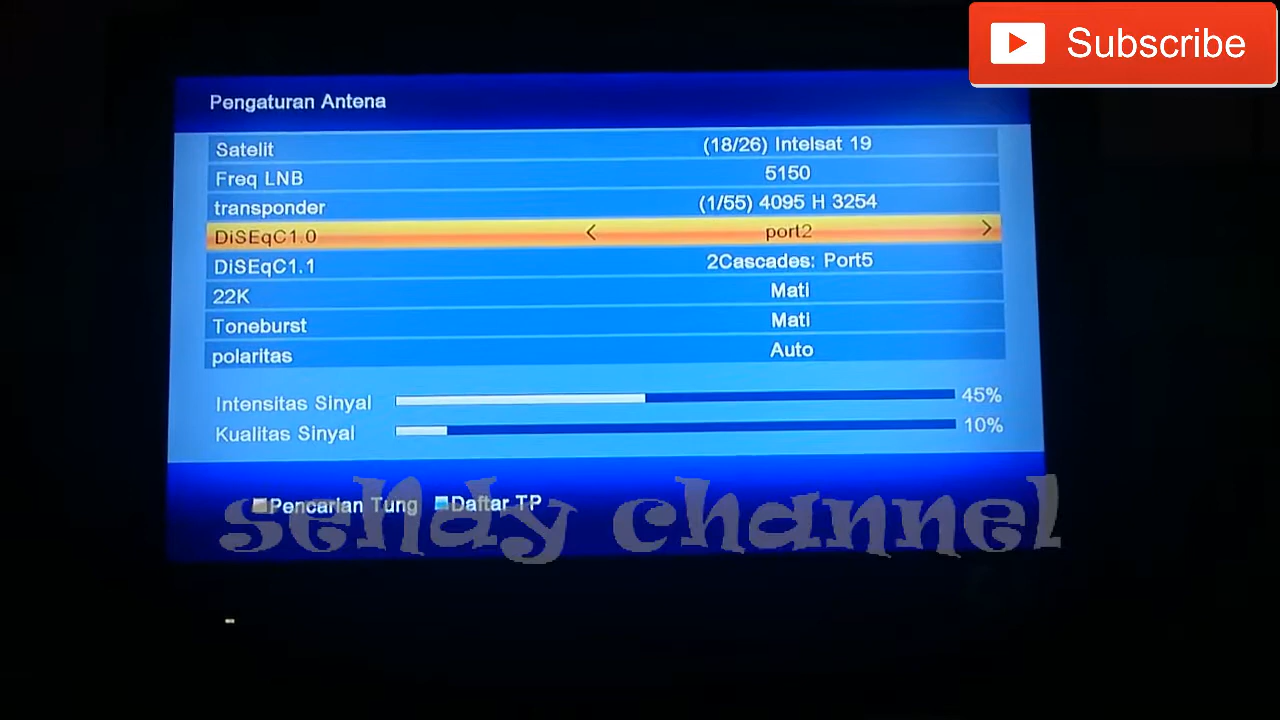 Subscribe
Pengaturan Antena
Satelit (18/26) Intelsat 19
Freq LNB 5150
transponder (1/55) 4095 H 3254
DiSEqC1.0 < port2 >
DiSEqC1.1 2Cascades: Port5
22K Mati
Toneburst Mati
polaritas Auto
Intensitas Sinyal 45%
Kualitas Sinyal 10%
Pencarian Tung Daftar TP
sendy channel